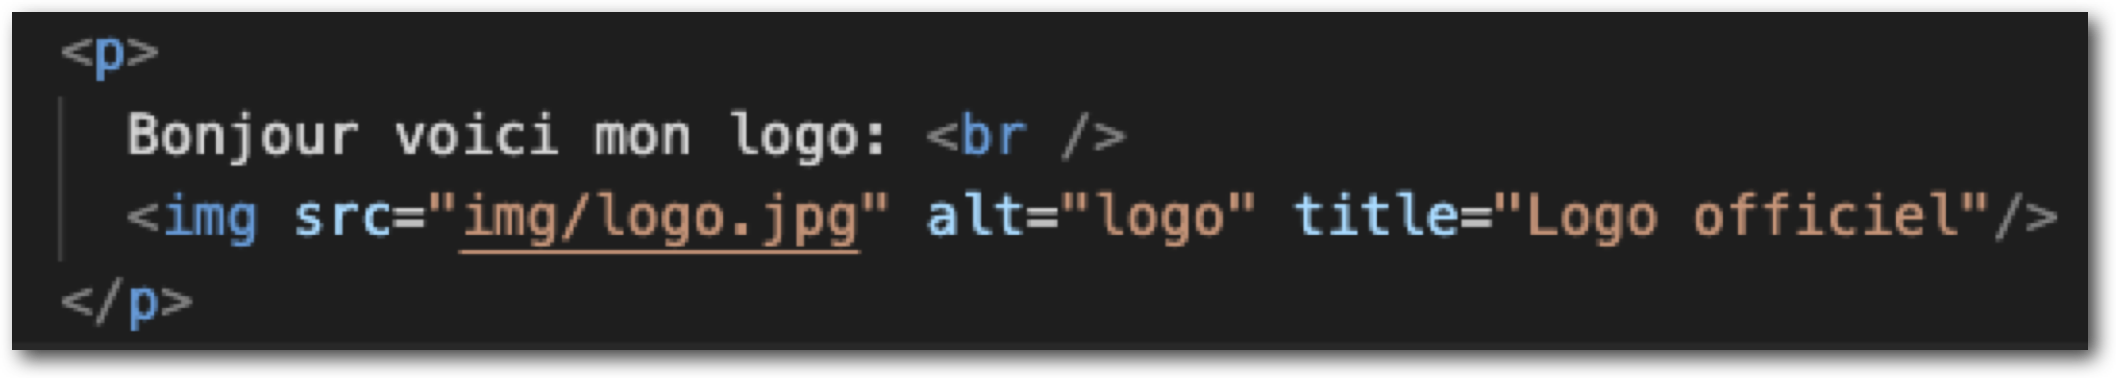 <p>
Bonjour voici mon logo: <br />
<img src="img/logo.jpg" alt="logo" title="Logo officiel"/>
</p>